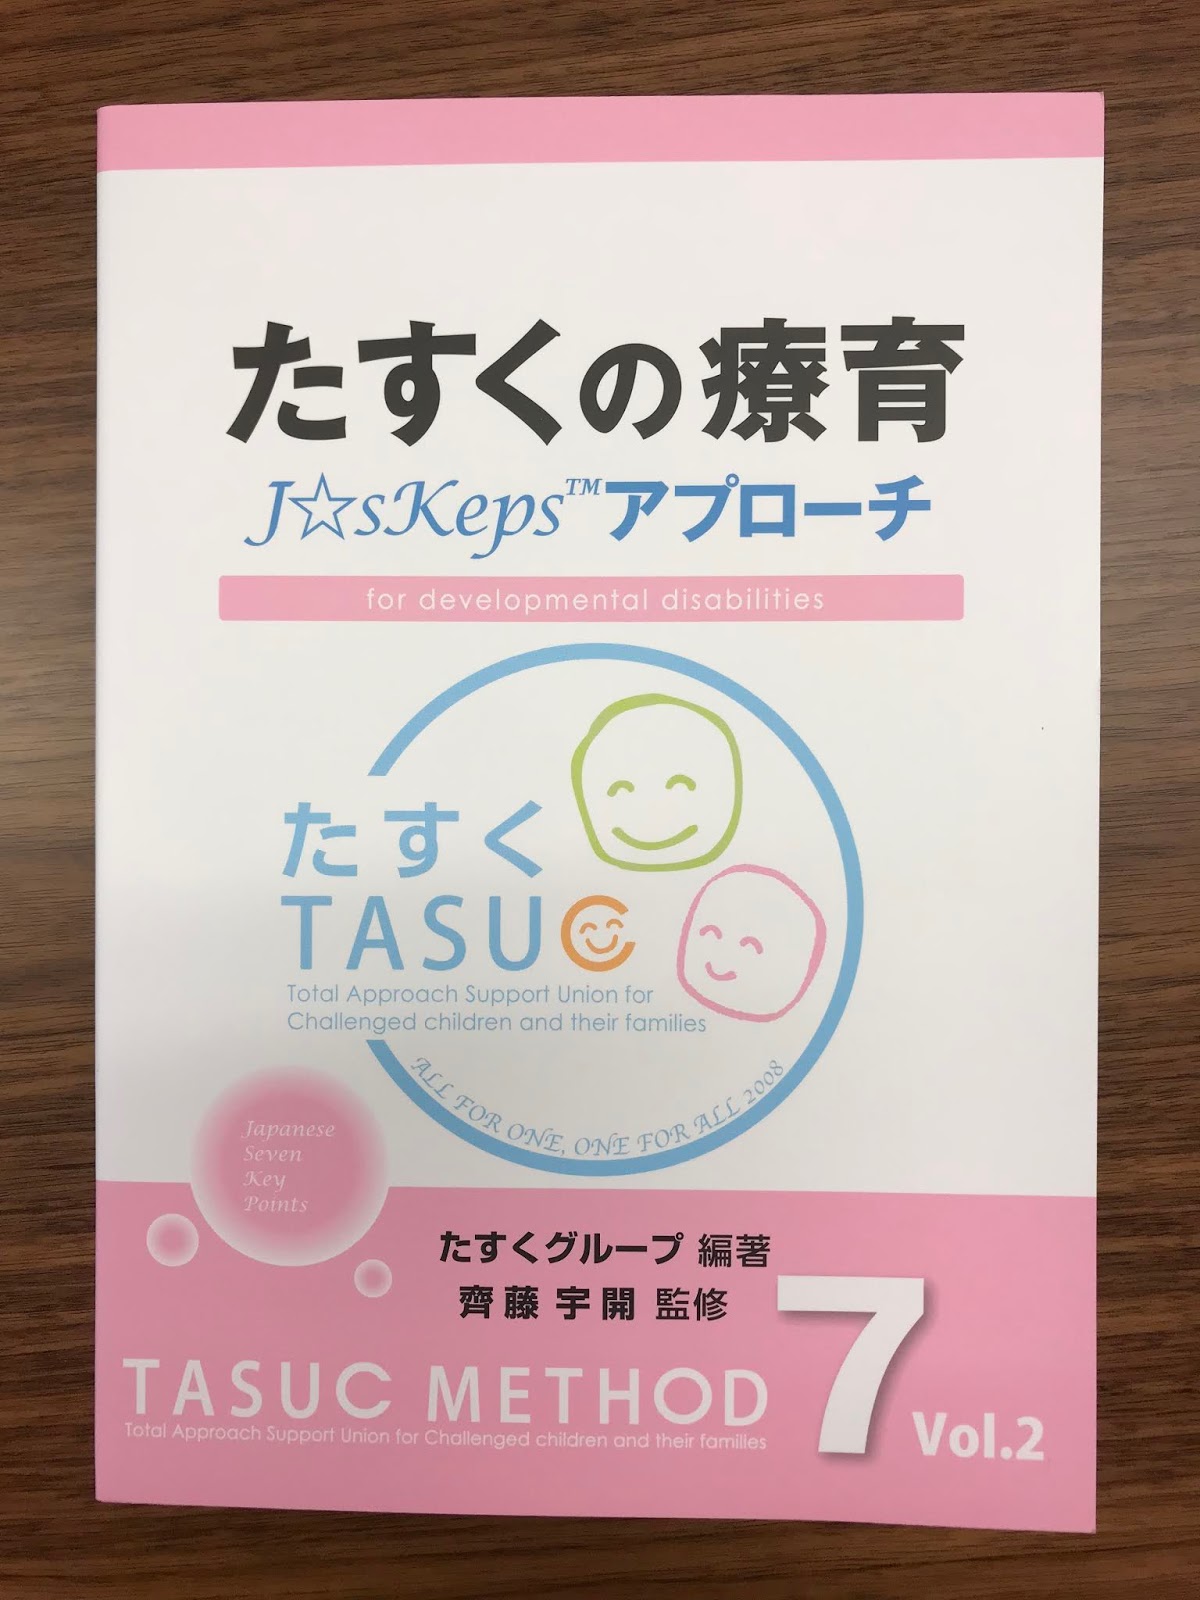 たすくの療育
J☆sKeps™アプローチ
for developmental disabilities
たすく
TASUC
Total Approach Support Union for
Challenged children and their families
ALL FOR ONE, ONE FOR ALL 2008
Japanese
Seven
Key
Points
たすくグループ 編著
齊藤 宇開 監修
TASUC METHOD
Total Approach Support Union for Challenged children and their families
7 Vol.2